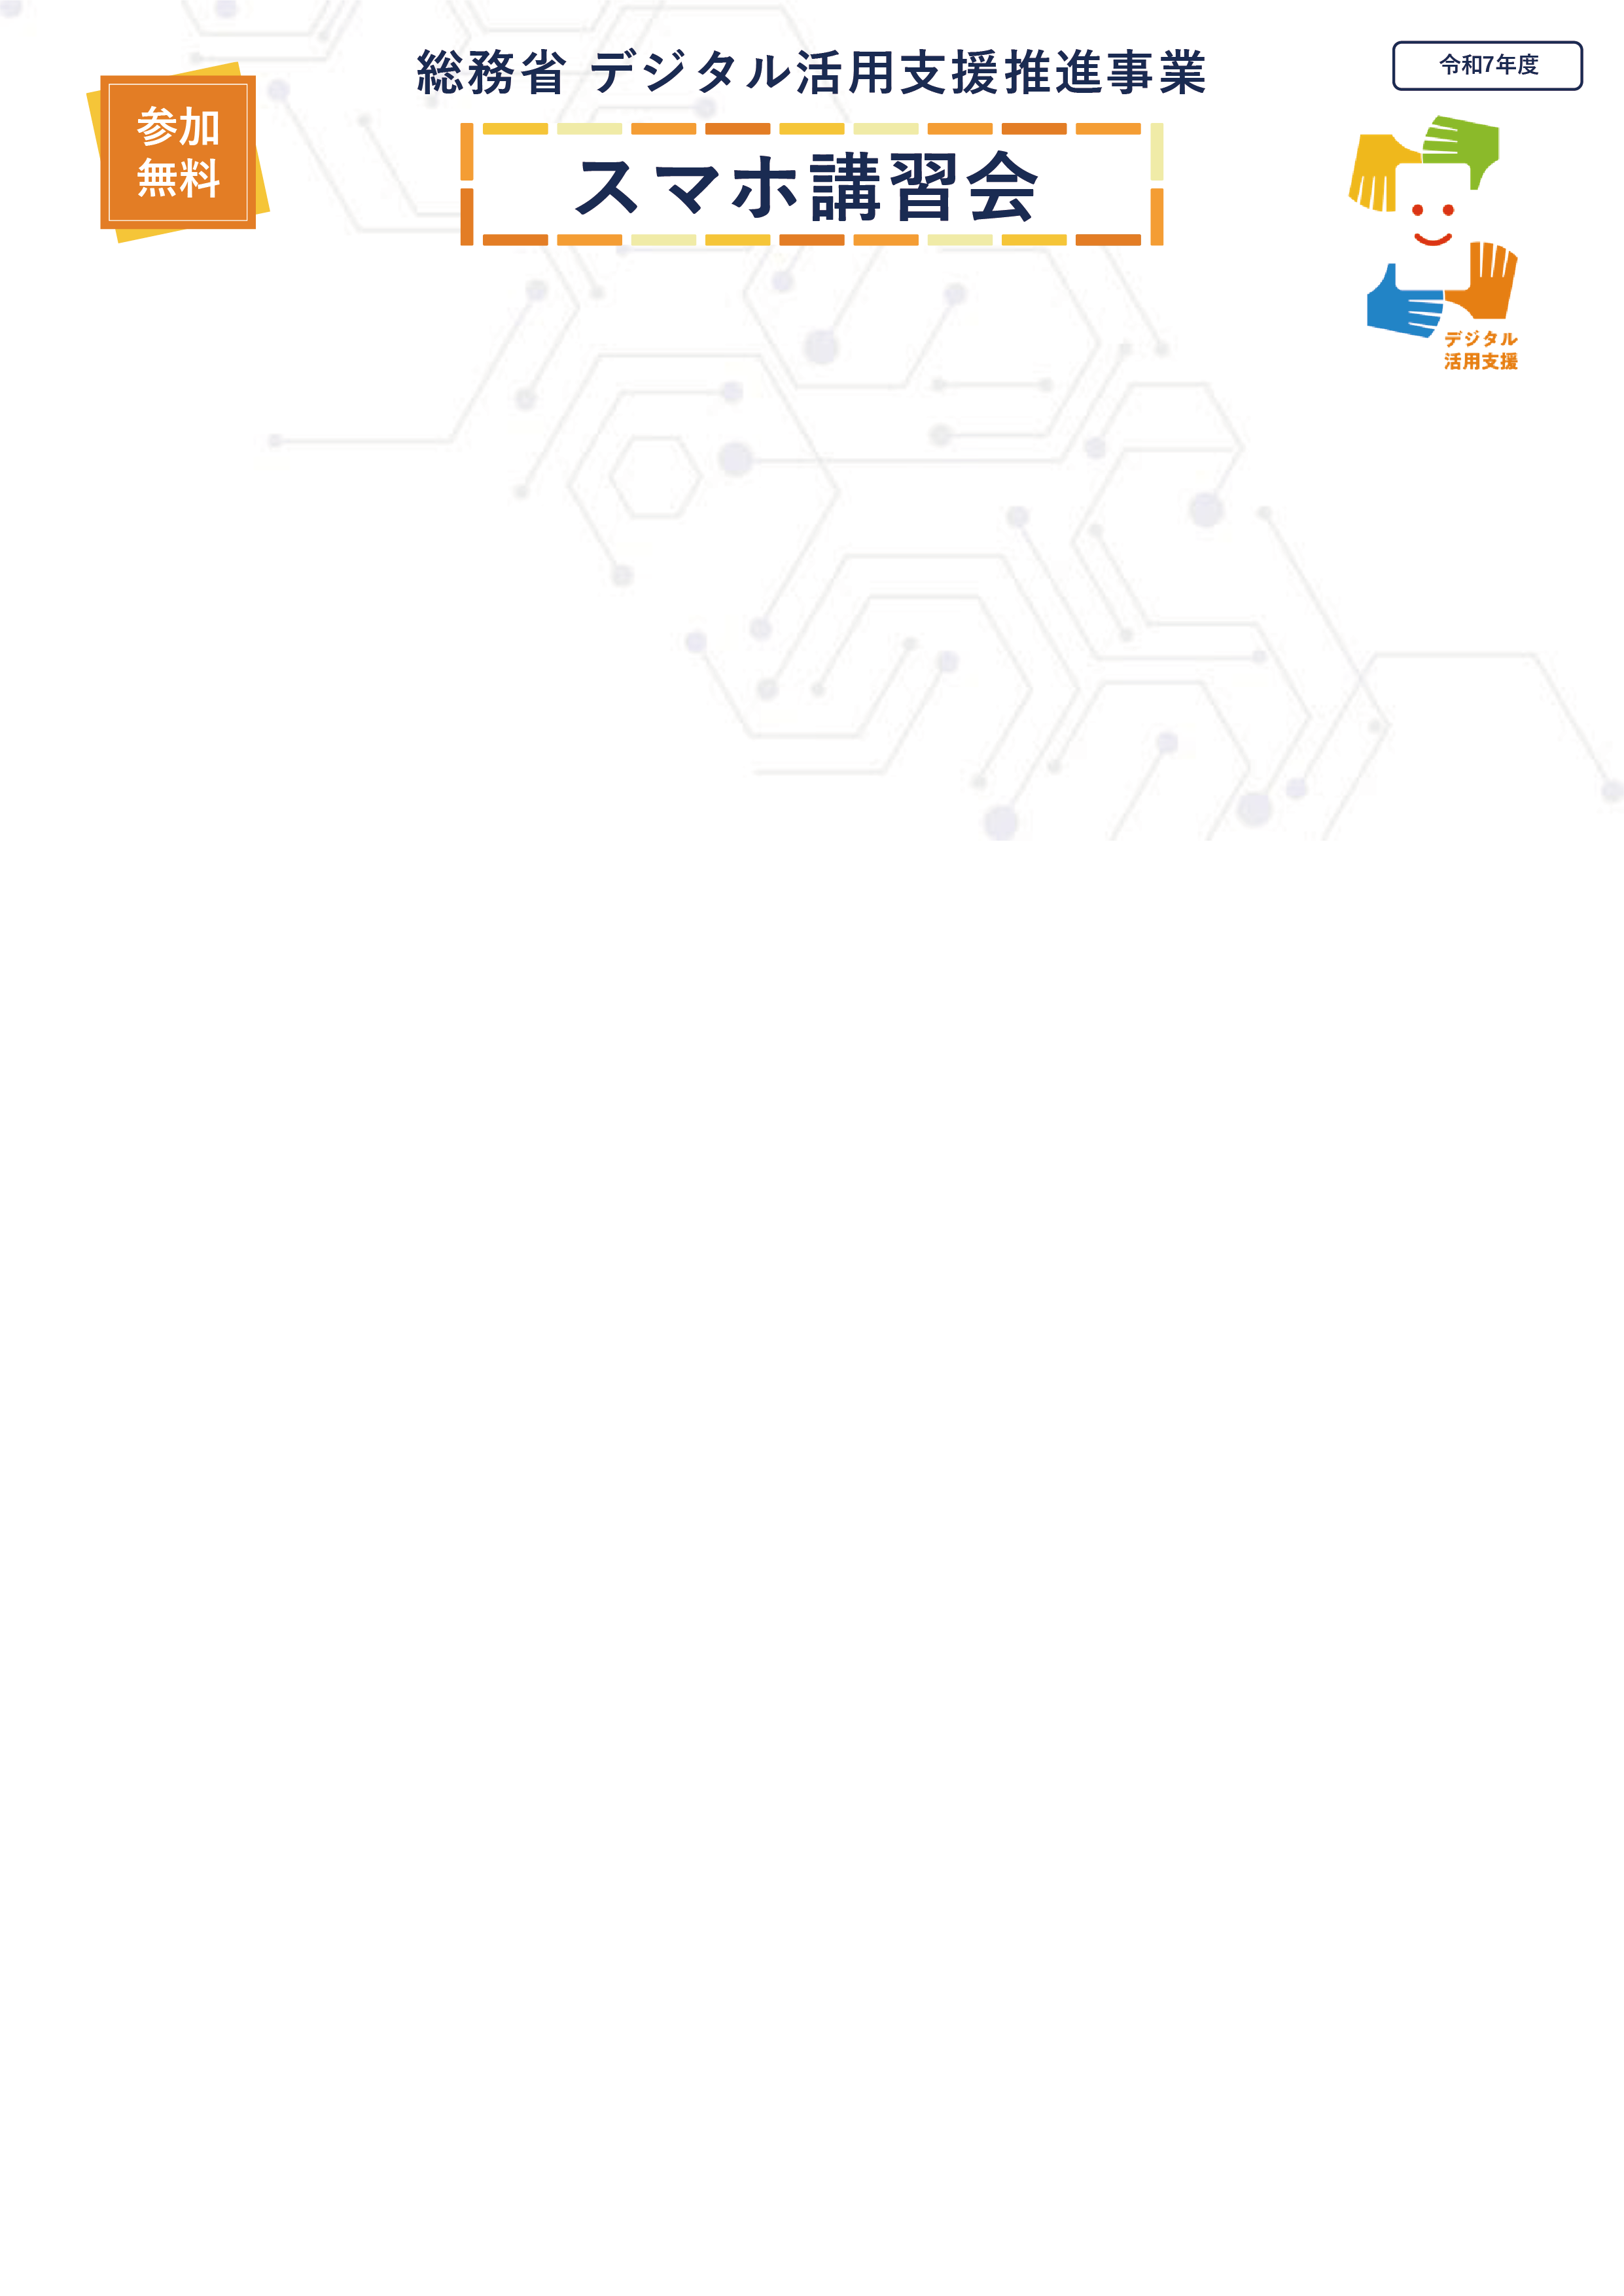 総務省 デジタル活用支援推進事業
令和7年度
参加
無料
スマホ講習会
デジタル
活用支援